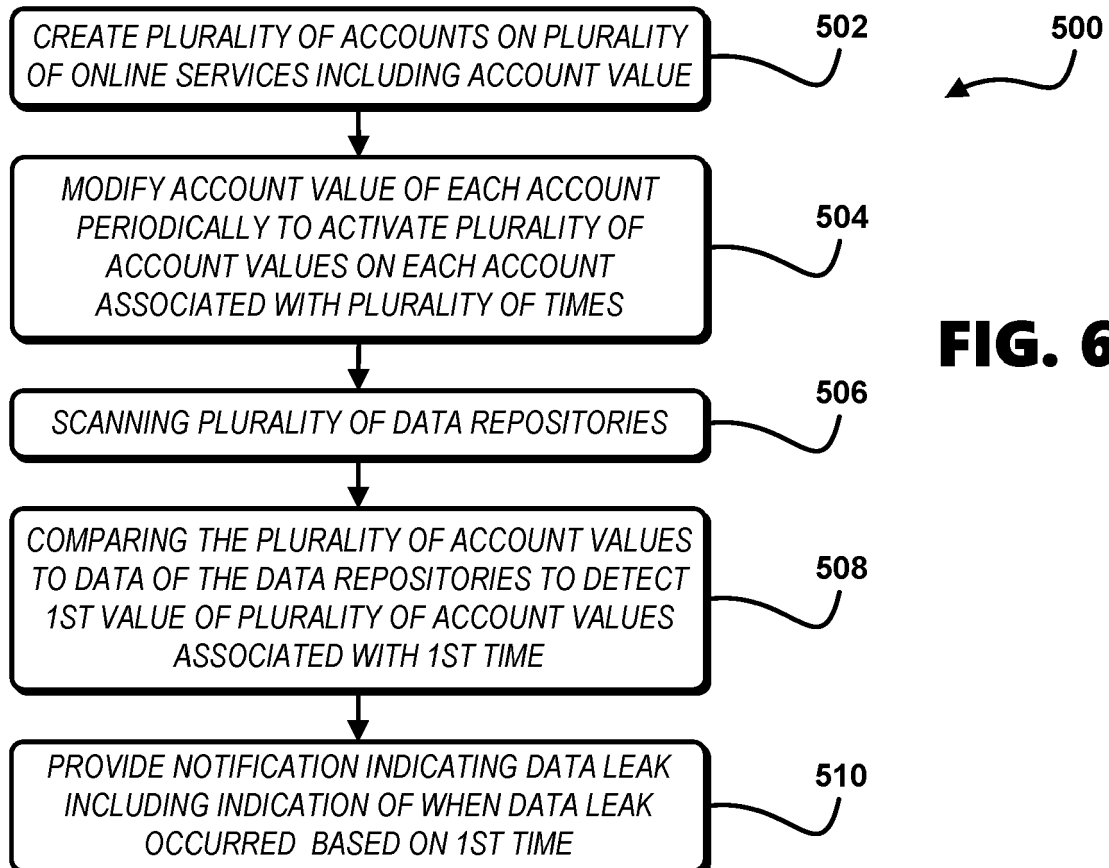 CREATE PLURALITY OF ACCOUNTS ON PLURALITY
OF ONLINE SERVICES INCLUDING ACCOUNT VALUE
502
500
MODIFY ACCOUNT VALUE OF EACH ACCOUNT
PERIODICALLY TO ACTIVATE PLURALITY OF
ACCOUNT VALUES ON EACH ACCOUNT
ASSOCIATED WITH PLURALITY OF TIMES
504
FIG. 6
SCANNING PLURALITY OF DATA REPOSITORIES
506
COMPARING THE PLURALITY OF ACCOUNT VALUES
TO DATA OF THE DATA REPOSITORIES TO DETECT
1ST VALUE OF PLURALITY OF ACCOUNT VALUES
ASSOCIATED WITH 1ST TIME
508
PROVIDE NOTIFICATION INDICATING DATA LEAK
INCLUDING INDICATION OF WHEN DATA LEAK
OCCURRED BASED ON 1ST TIME
510